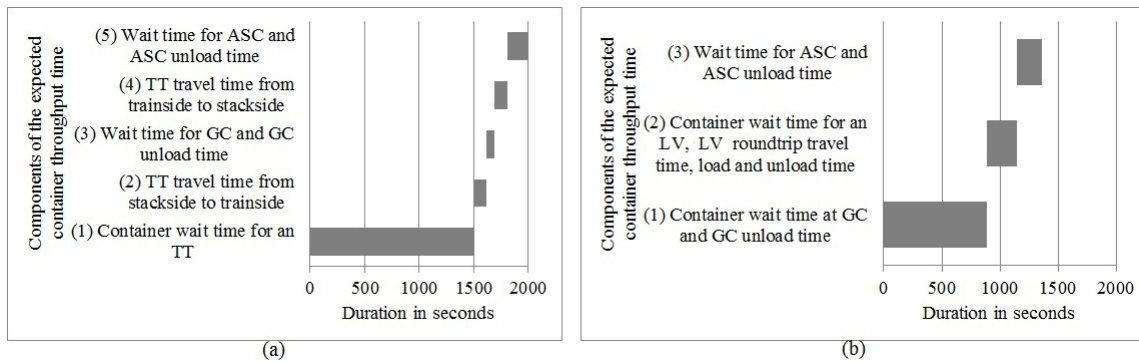 Components of the expected
container throughput time
(5) Wait time for ASC and
ASC unload time
(4) TT travel time from
trainside to stackside
(3) Wait time for GC and GC
unload time
(2) TT travel time from
stackside to trainside
(1) Container wait time for an
TT
0 500 1000 1500 2000
Duration in seconds
(a)
Components of the expected
container throughput time
(3) Wait time for ASC and
ASC unload time
(2) Container wait time for an
LV, LV roundtrip travel
time, load and unload time
(1) Container wait time at GC
and GC unload time
0 500 1000 1500 2000
Duration in seconds
(b)